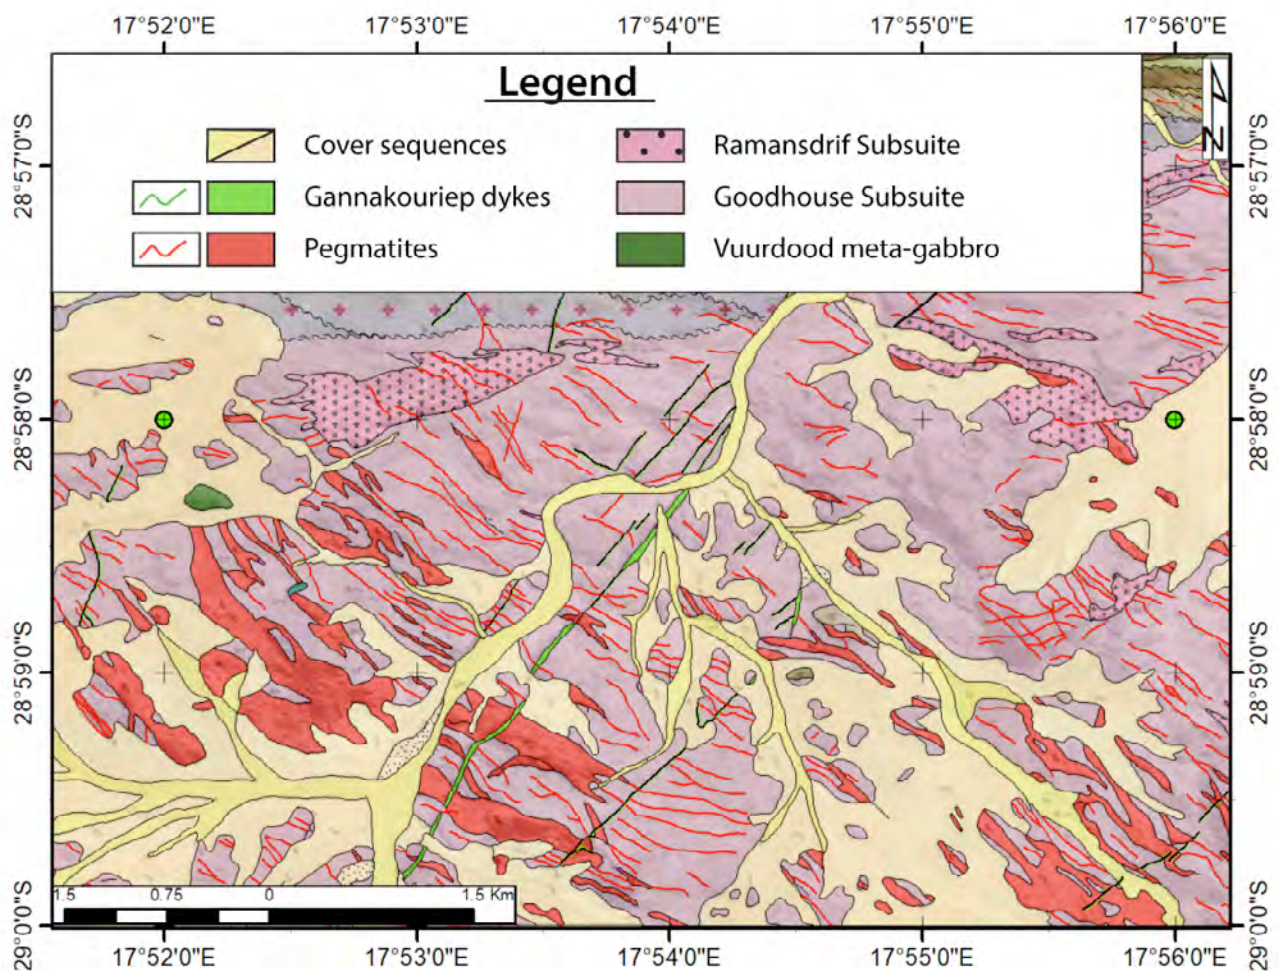 17°52'0"E 17°53'0"E 17°54'0"E 17°55'0"E 17°56'0"E
Legend
Cover sequences
Gannakouriep dykes
Pegmatites
Ramansdrif Subsuite
Goodhouse Subsuite
Vuurdood meta-gabbro
N
28°57'0"S
28°58'0"S
28°59'0"S
29°0'0"S
28°57'0"S
28°58'0"S
28°59'0"S
29°0'0"S
1.5 0.75 0 1.5 Km
17°52'0"E 17°53'0"E 17°54'0"E 17°55'0"E 17°56'0"E